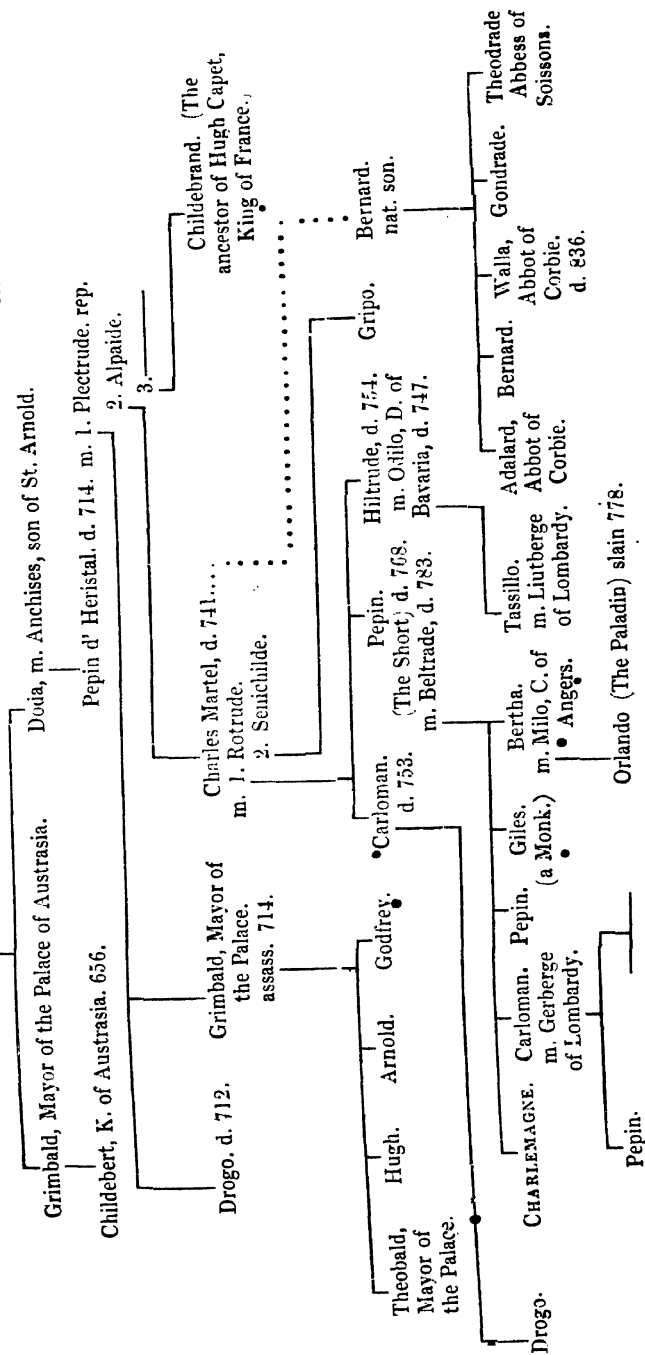 Grimbald, Mayor of the Palace of Austrasia.
Doda, m. Anchises, son of St. Arnold.
Childebert, K. of Austrasia. 656.
Pepin d' Heristal. d. 714. m. 1. Plectrude. rep.
2. Alpaide.
3.
Drogo. d. 712.
Grimbald, Mayor of
the Palace.
assass. 714.
Charles Martel, d. 741....
m. 1. Rotrude.
2. Senichilde.
Childebrand. (The
ancestor of Hugh Capet,
King of France.)
Theobald,
Mayor of
the Palace.
Hugh.
Arnold.
Godfrey.
Carloman.
d. 753.
Pepin.
(The Short) d. 768.
m. Beltrade, d. 783.
Hiltrude, d. 754.
m. Odilo, D. of
Bavaria, d. 747.
Gripo.
Bernard.
nat. son.
Drogo.
CHARLEMAGNE.
Carloman.
m. Gerberge
of Lombardy.
Pepin.
Giles.
(a Monk.)
Bertha.
m. Milo, C. of
Angers.
Tassillo.
m. Liutberge
of Lombardy.
Adalard,
Abbot of
Corbie.
Bernard.
Walla,
Abbot of
Corbie.
d. 836.
Gondrade.
Theodrade
Abbess of
Soissons.
Pepin.
Orlando (The Paladin) slain 778.